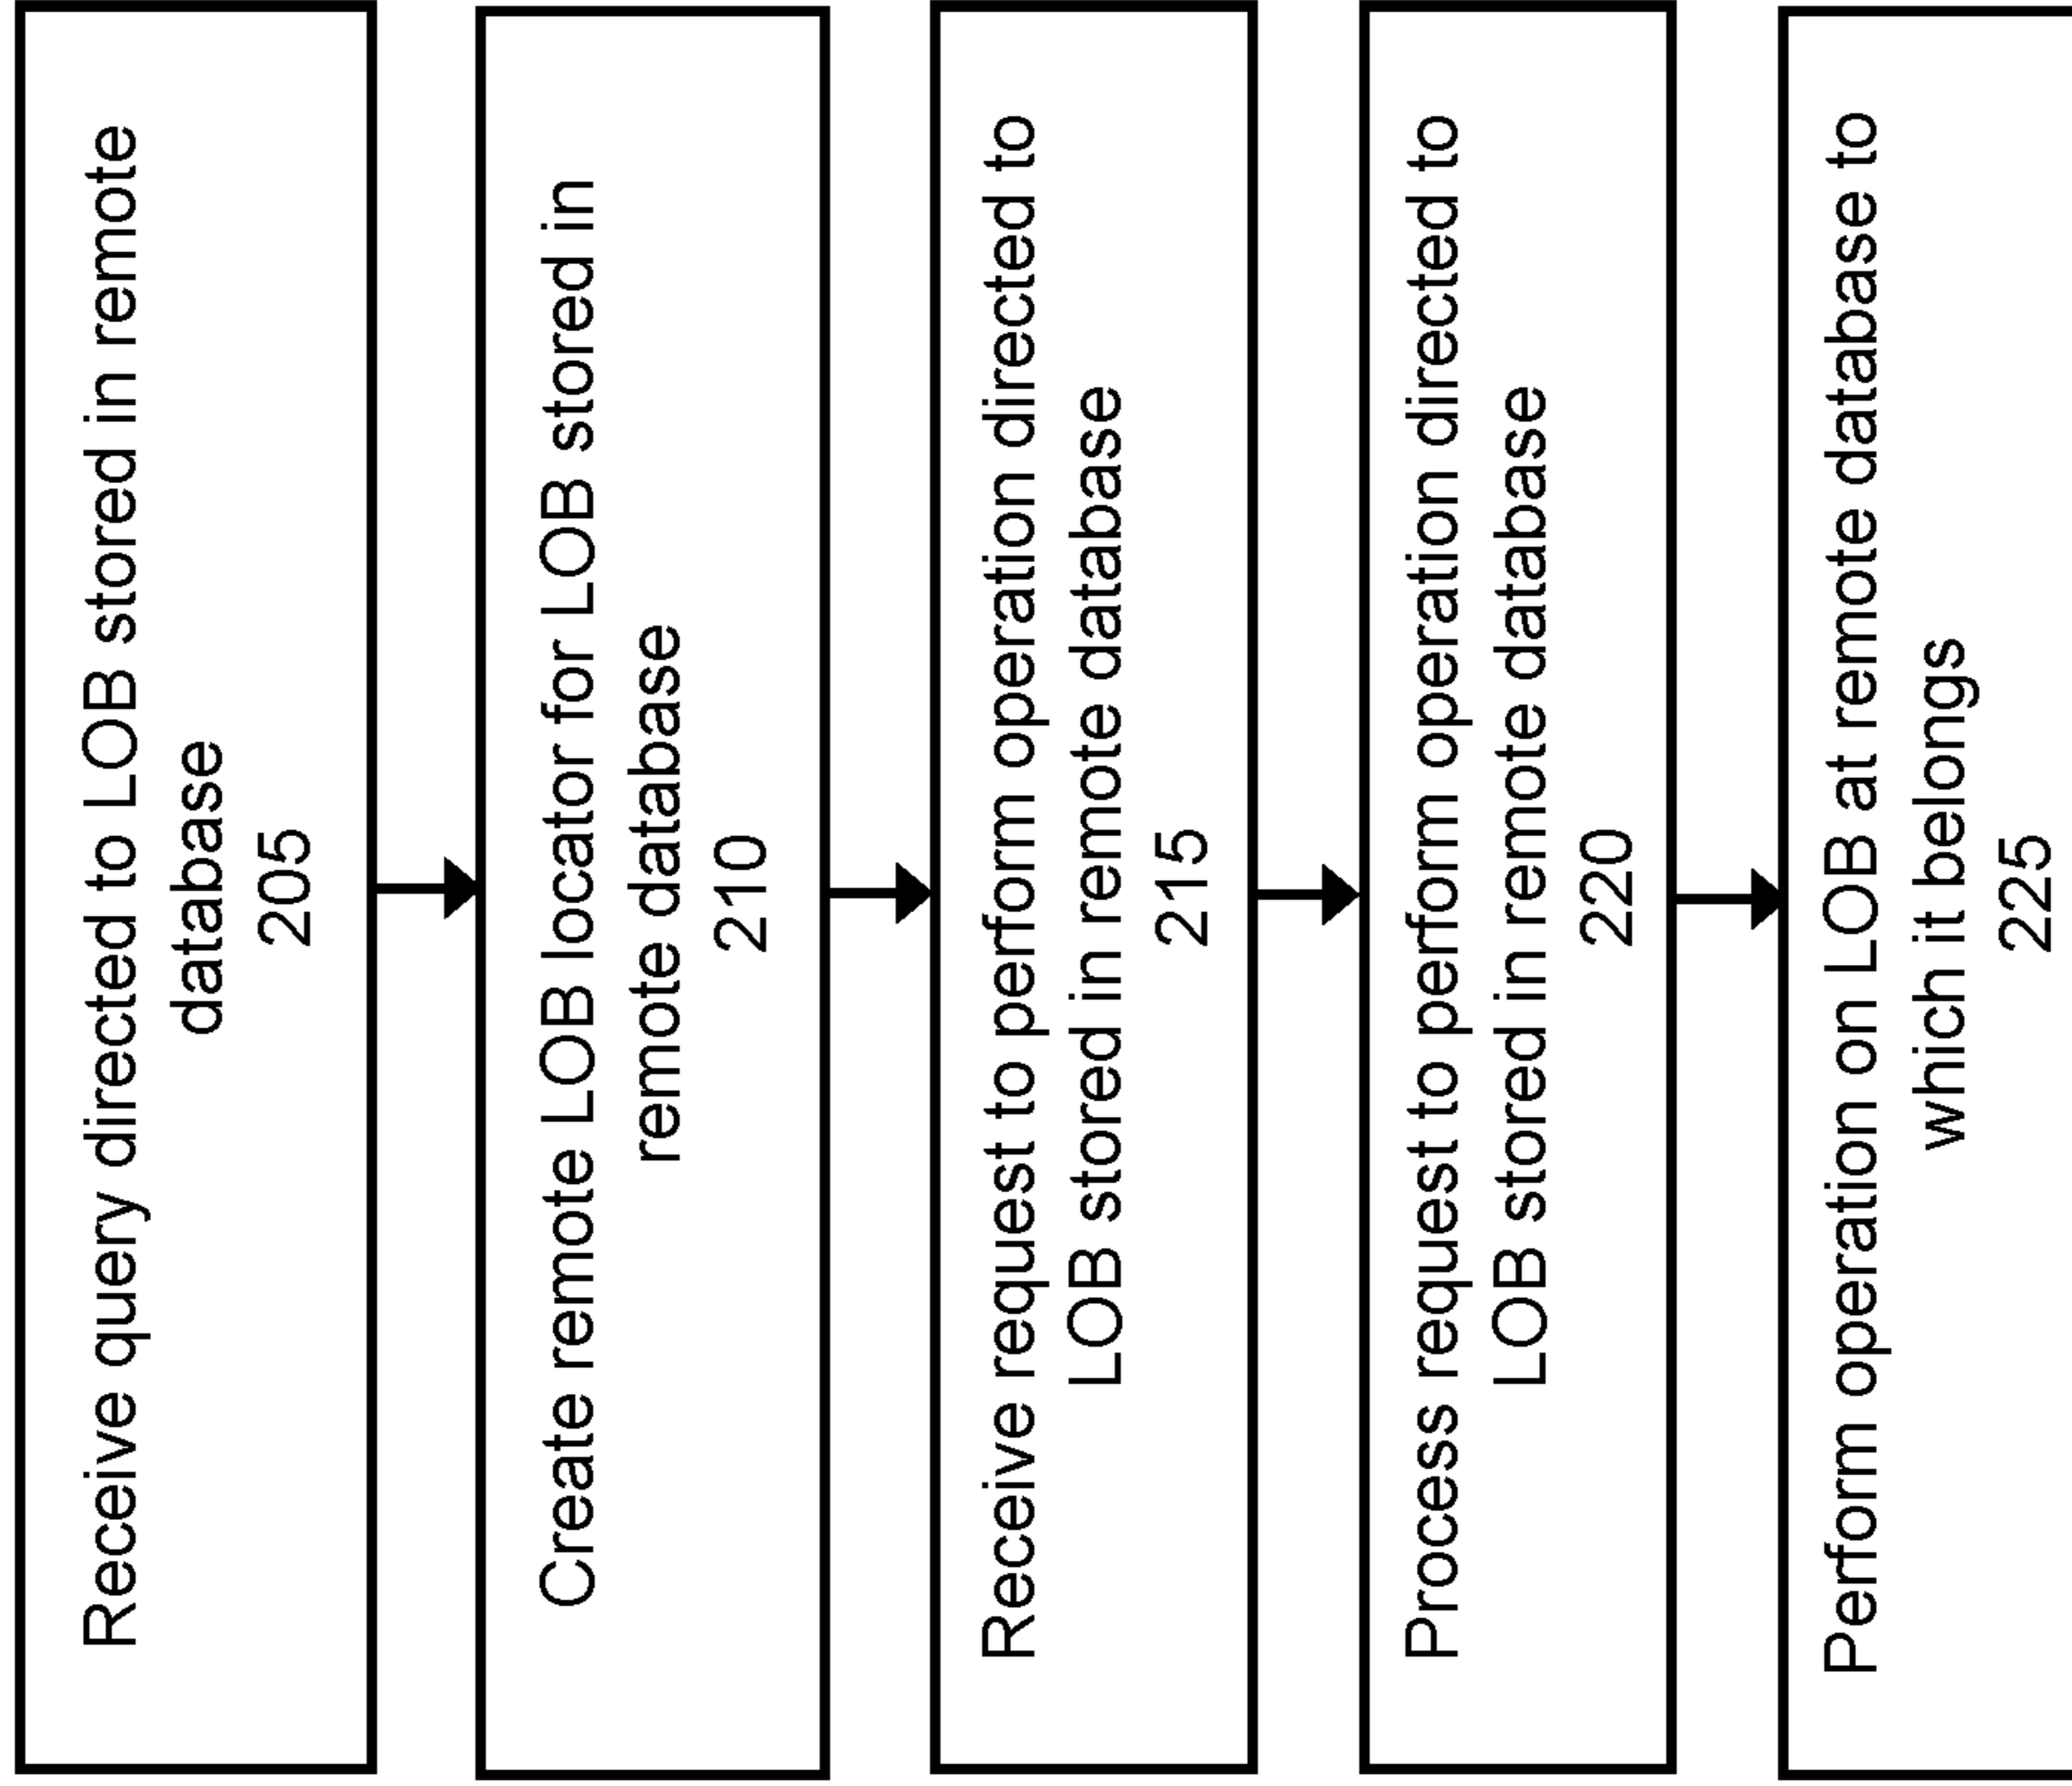 Receive query directed to LOB stored in remote
database
205
Create remote LOB locator for LOB stored in
remote database
210
Receive request to perform operation directed to
LOB stored in remote database
215
Process request to perform operation directed to
LOB stored in remote database
220
Perform operation on LOB at remote database to
which it belongs
225